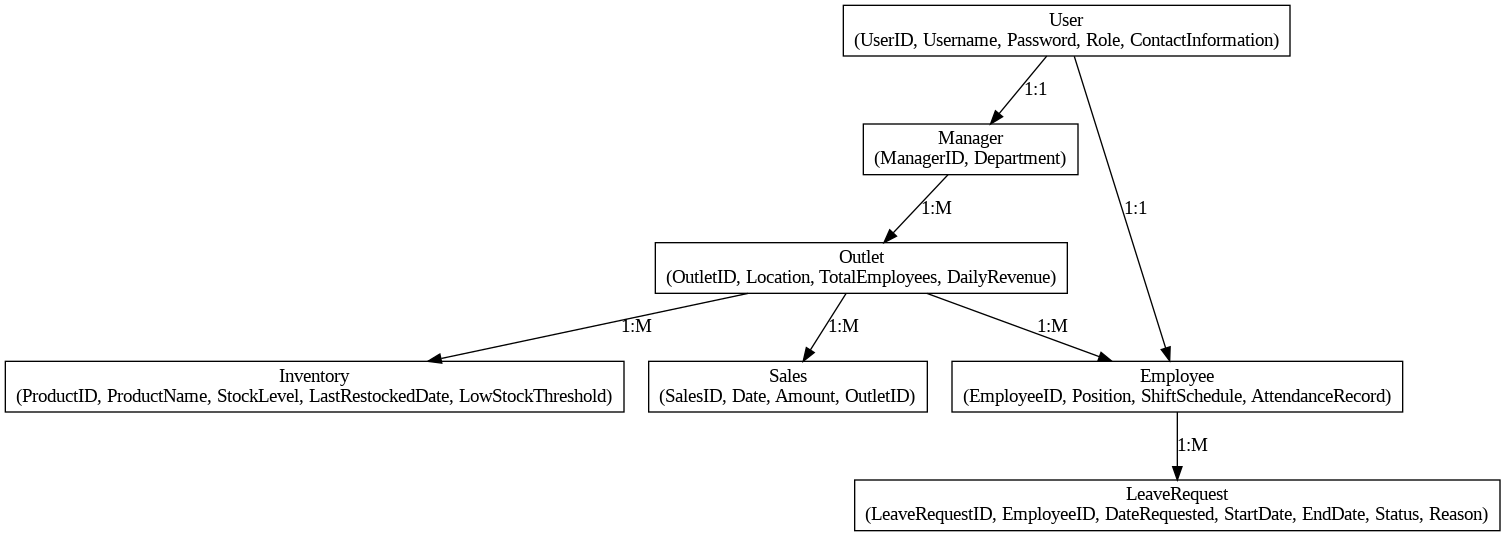 User
(UserID, Username, Password, Role, ContactInformation)
1:1
Manager
(ManagerID, Department)
1:M
1:1
Outlet
(OutletID, Location, TotalEmployees, DailyRevenue)
1:M
1:M
1:M
Inventory
(ProductID, ProductName, StockLevel, LastRestockedDate, LowStockThreshold)
Sales
(SalesID, Date, Amount, OutletID)
Employee
(EmployeeID, Position, ShiftSchedule, AttendanceRecord)
1:M
LeaveRequest
(LeaveRequestID, EmployeeID, DateRequested, StartDate, EndDate, Status, Reason)